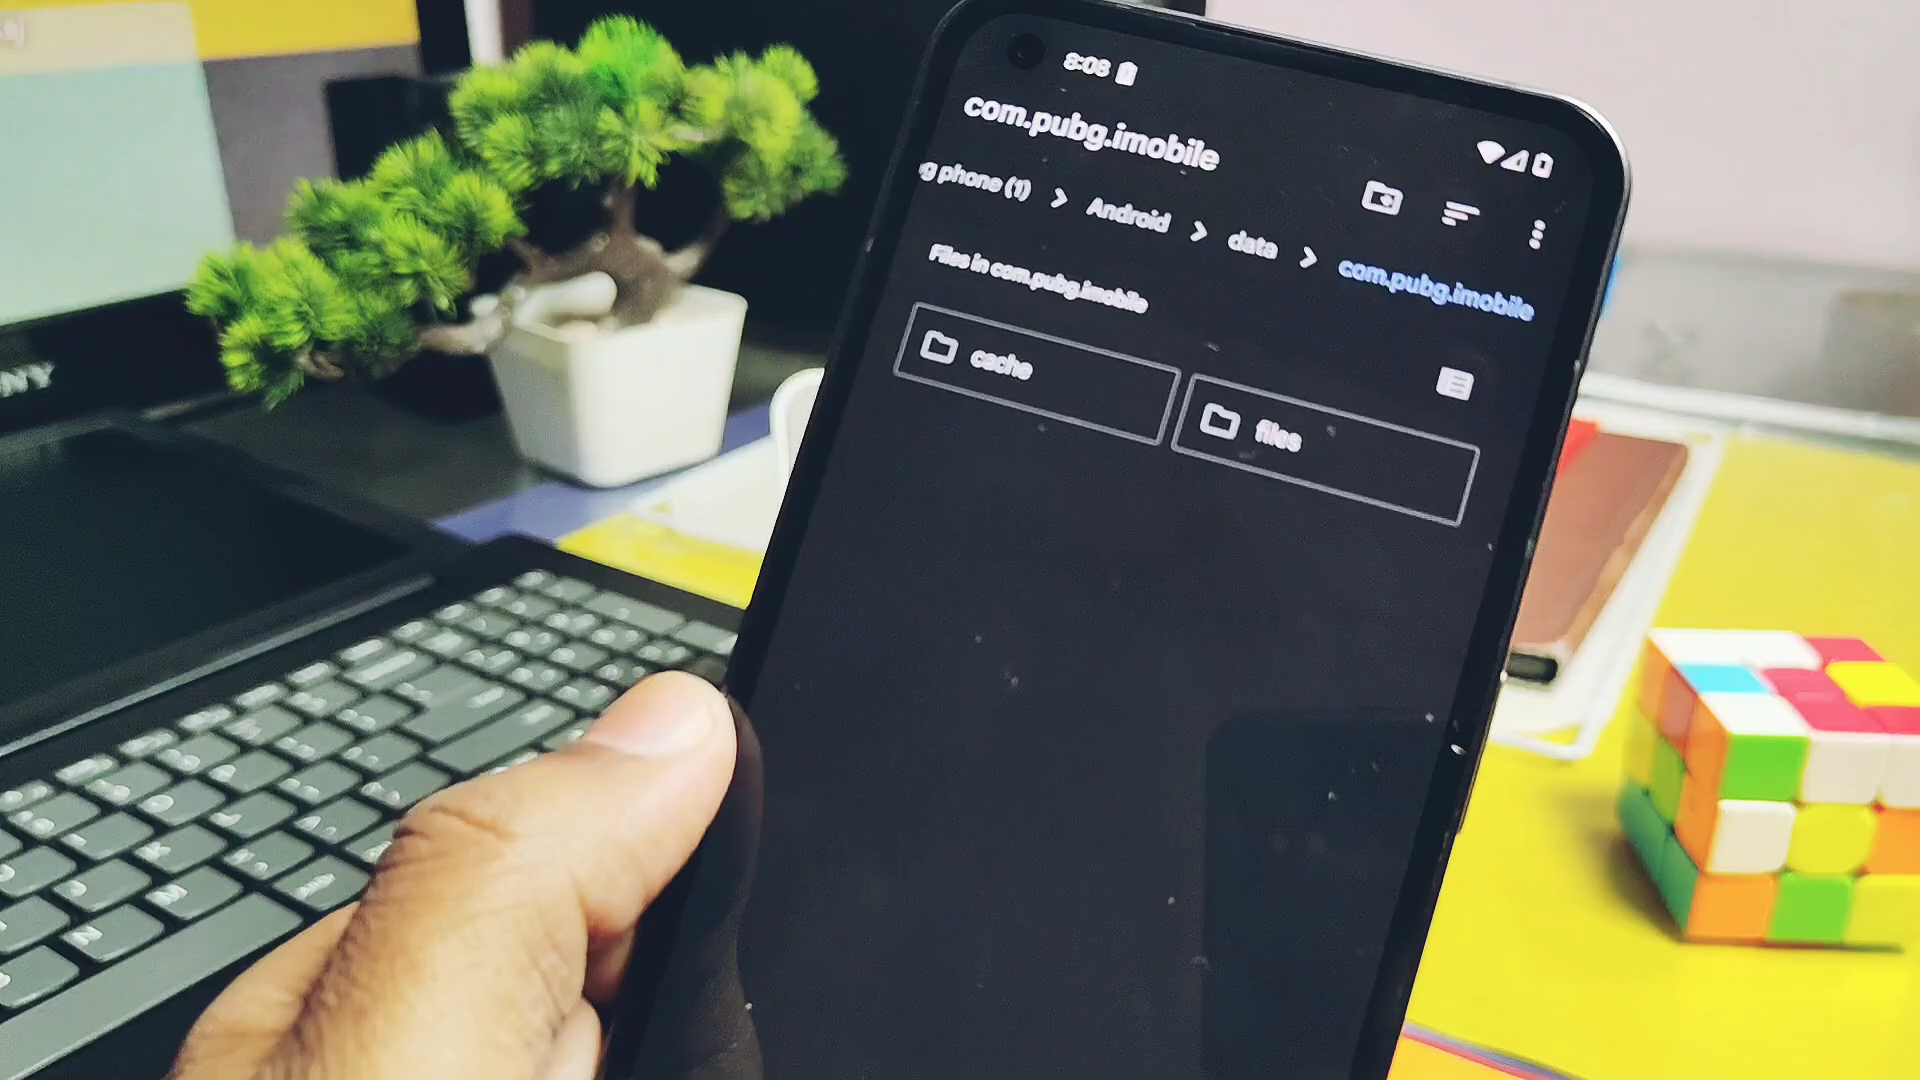 8:08
com.pubg.imobile
g phone (1) > Android > data > com.pubg.imobile
Files in com.pubg.imobile
cache
files
NY
M
N